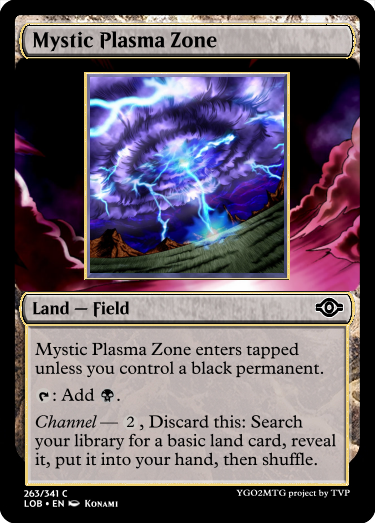 Mystic Plasma Zone
Land — Field
Mystic Plasma Zone enters tapped
unless you control a black permanent.
: Add .
Channel — 2 , Discard this: Search
your library for a basic land card, reveal
it, put it into your hand, then shuffle.
263/341 C
LOB • EN Konami
YGO2MTG project by TVP